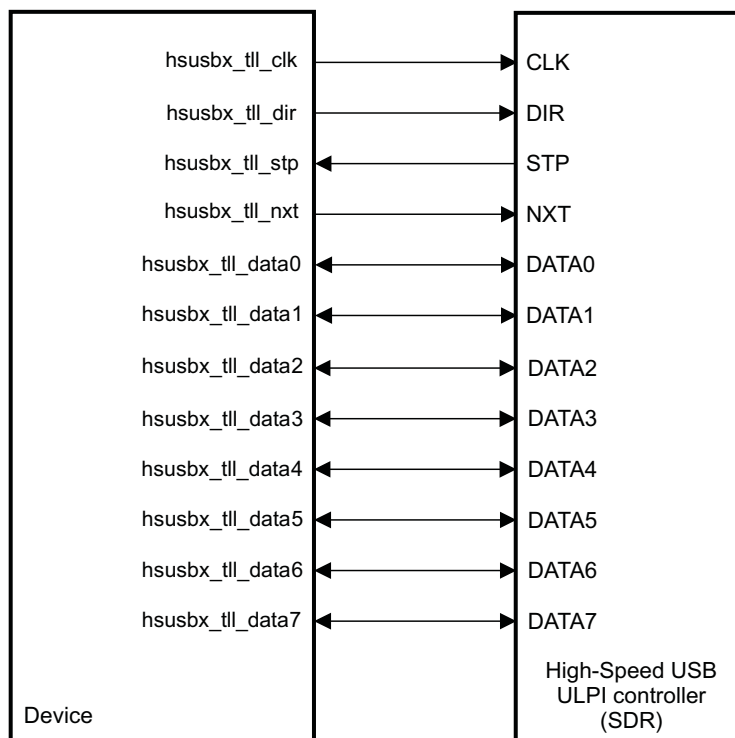 hsusbx_tll_clk CLK
hsusbx_tll_dir DIR
hsusbx_tll_stp STP
hsusbx_tll_nxt NXT
hsusbx_tll_data0 DATA0
hsusbx_tll_data1 DATA1
hsusbx_tll_data2 DATA2
hsusbx_tll_data3 DATA3
hsusbx_tll_data4 DATA4
hsusbx_tll_data5 DATA5
hsusbx_tll_data6 DATA6
hsusbx_tll_data7 DATA7
High-Speed USB
ULPI controller
(SDR)
Device